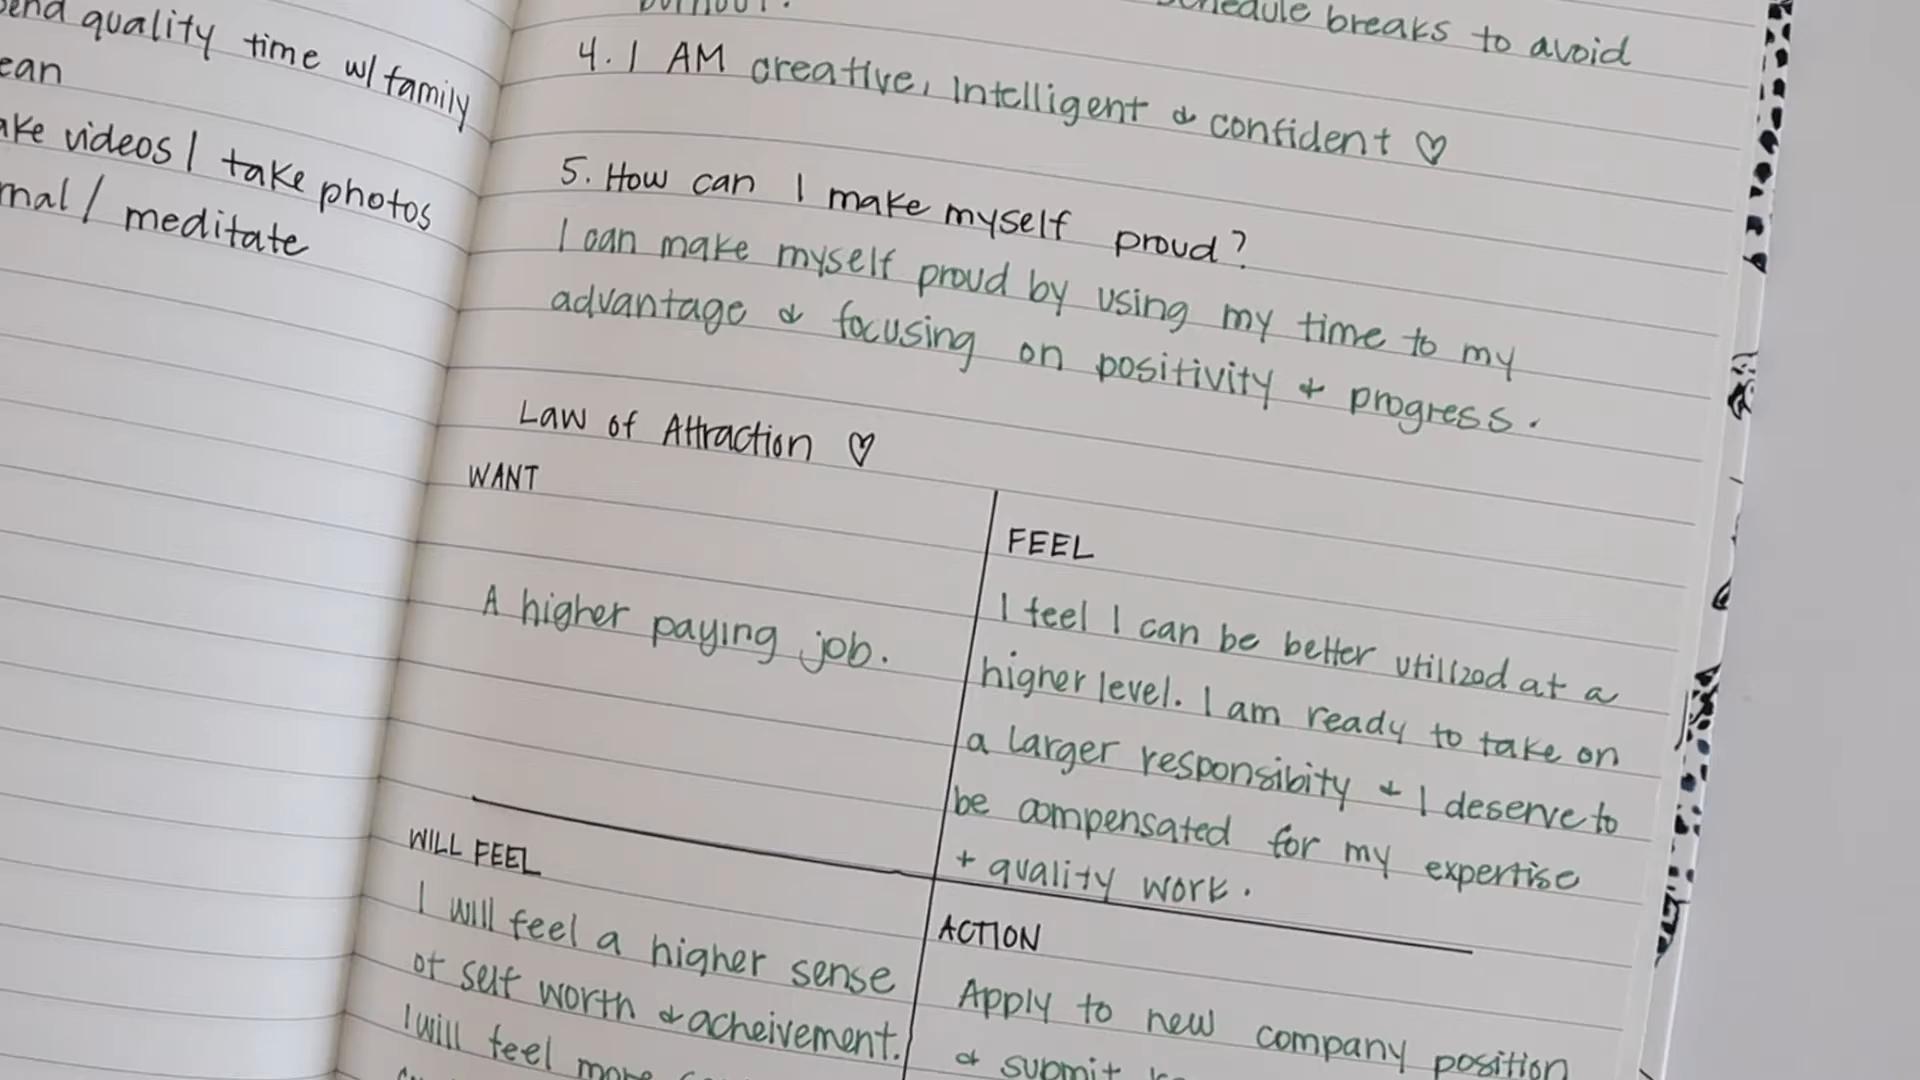 quality time w/ family
videos / take photos
/ meditate
breaks to avoid
4. I AM creative, Intelligent & confident ♡
5. How can I make myself proud?
I can make myself proud by using my time to my
advantage & focusing on positivity + progress.
Law of Attraction ♡
WANT
A higher paying job.
FEEL
I feel I can be better utilized at a
higher level. I am ready to take on
a larger responsibity + I deserve to
be compensated for my expertise
+ quality work.
WILL FEEL
I will feel a higher sense
of self worth & acheivement.
I will feel more
ACTION
Apply to new company position
& submit